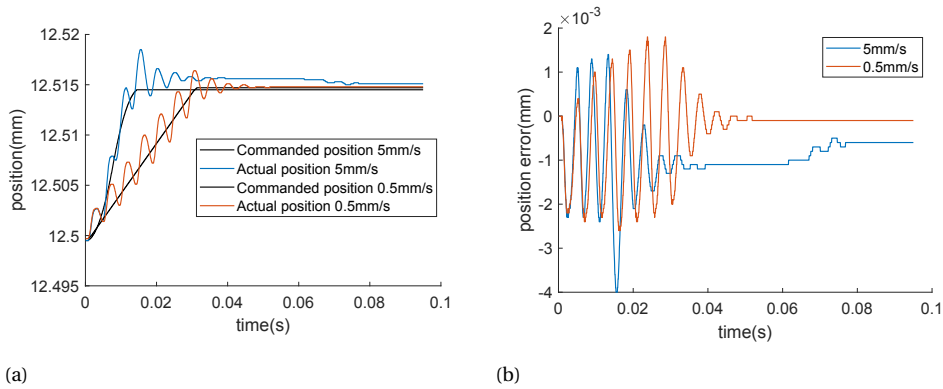 12.52
12.515
12.51
12.505
12.5
12.495
position(mm)
0
0.02
0.04
0.06
0.08
0.1
time(s)
Commanded position 5mm/s
Actual position 5mm/s
Commanded position 0.5mm/s
Actual position 0.5mm/s
(a)
×10⁻³
2
1
0
-1
-2
-3
-4
position error(mm)
0
0.02
0.04
0.06
0.08
0.1
time(s)
5mm/s
0.5mm/s
(b)